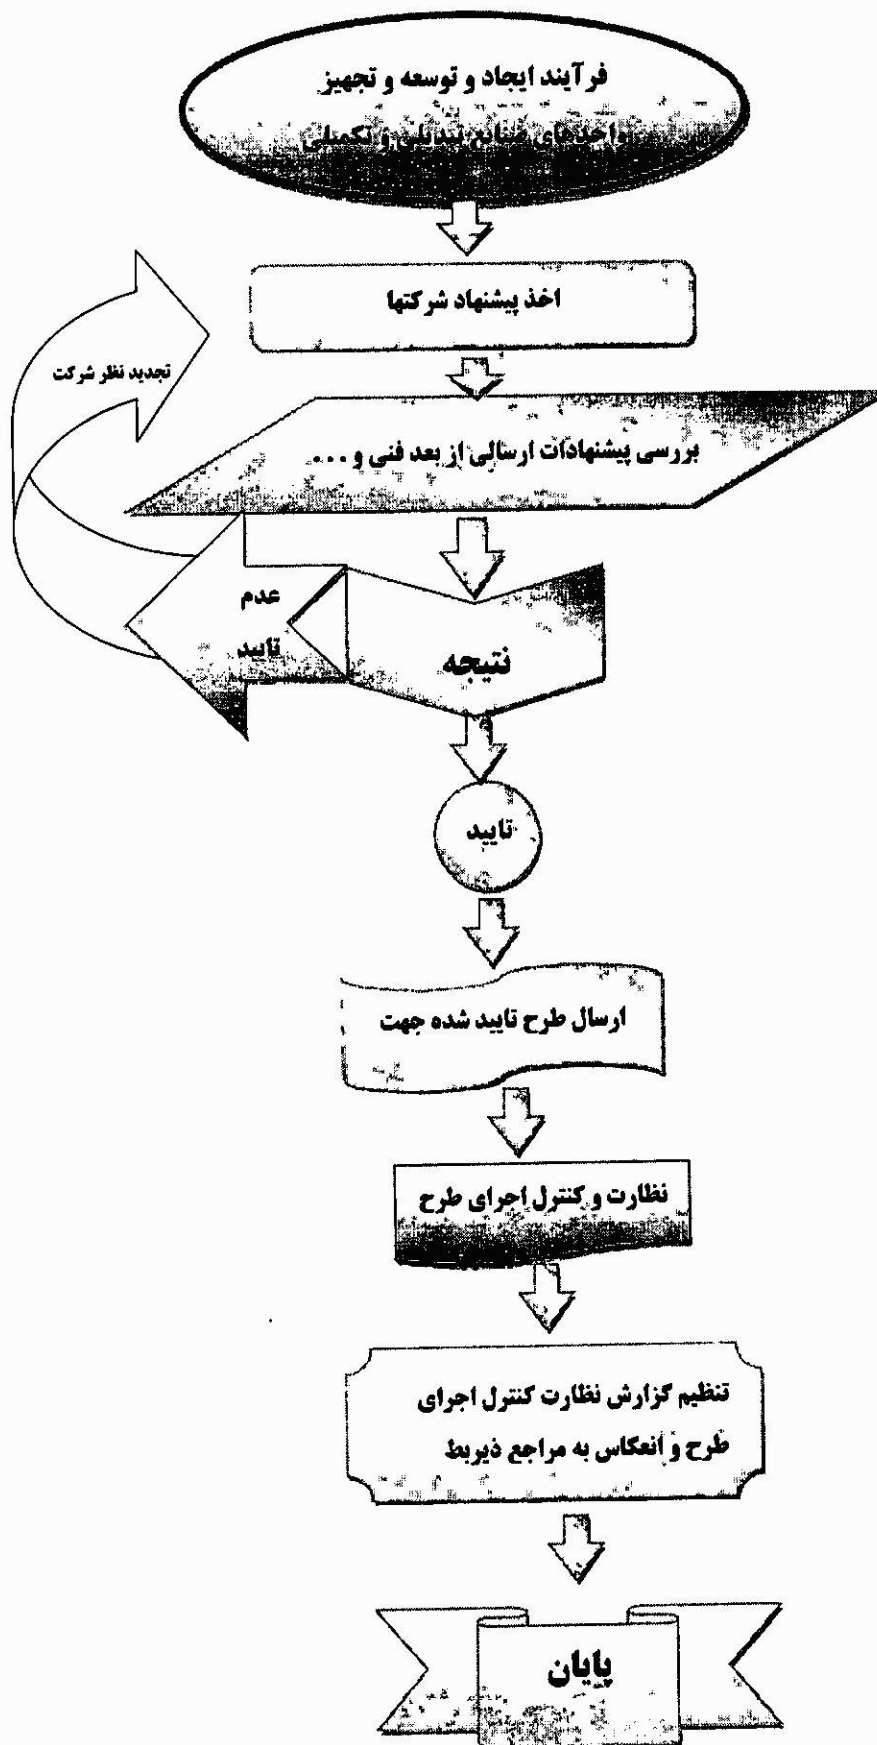 فرآیند ایجاد و توسعه و تجهیز
واحدهای صنایع تبدیلی و تکمیلی
اخذ پیشنهاد شرکتها
تجدید نظر شرکت
بررسی پیشنهادات ارسالی از بعد فنی و ...
عدم
تایید
نتیجه
تایید
ارسال طرح تایید شده جهت
نظارت و کنترل اجرای طرح
تنظیم گزارش نظارت کنترل اجرای
طرح و انعکاس به مراجع ذیربط
پایان